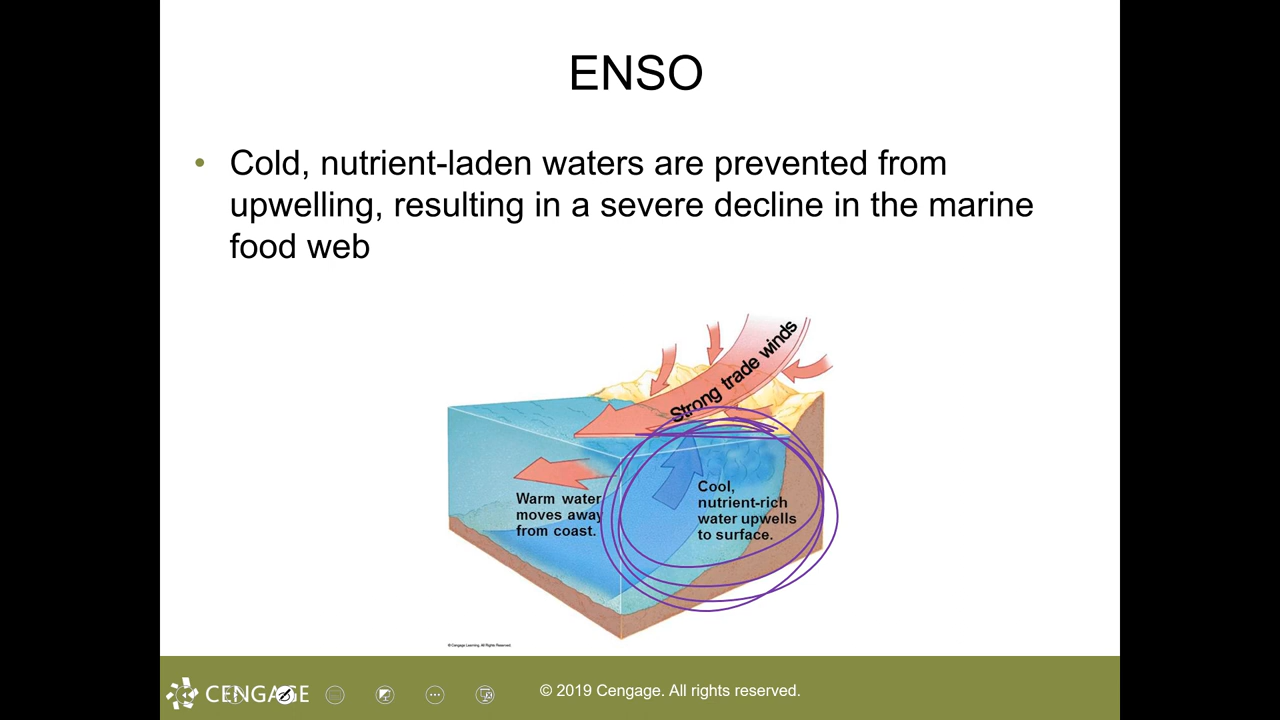 ENSO
• Cold, nutrient-laden waters are prevented from
upwelling, resulting in a severe decline in the marine
food web
Strong trade winds
Warm water
moves away
from coast.
Cool,
nutrient-rich
water upwells
to surface.
© Cengage Learning. All Rights Reserved.
CENGAGE
© 2019 Cengage. All rights reserved.